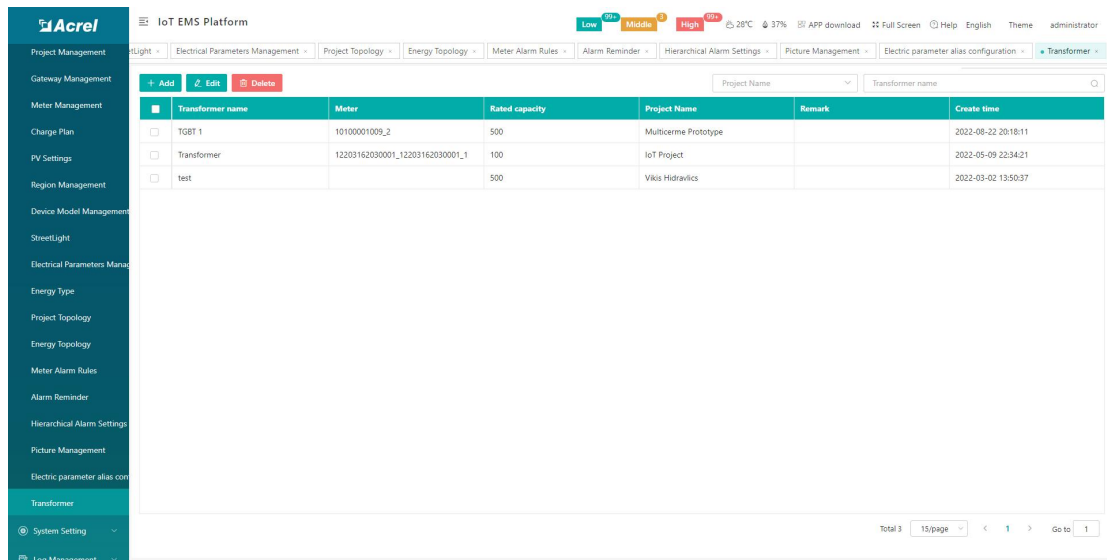 Acrel
IoT EMS Platform
Low 99+ Middle 3 High 99+ 28°C 37% APP download Full Screen Help English Theme administrator
etLight × Electrical Parameters Management × Project Topology × Energy Topology × Meter Alarm Rules × Alarm Reminder × Hierarchical Alarm Settings × Picture Management × Electric parameter alias configuration × Transformer ×
+ Add Edit Delete
Project Name Transformer name
Transformer name Meter Rated capacity Project Name Remark Create time
TGBT 1 10100001009_2 500 Multicerme Prototype 2022-08-22 20:18:11
Transformer 12203162030001_12203162030001_1 100 IoT Project 2022-05-09 22:34:21
test 500 Vikis Hidravlics 2022-03-02 13:50:37
Project Management
Gateway Management
Meter Management
Charge Plan
PV Settings
Region Management
Device Model Management
StreetLight
Electrical Parameters Manag
Energy Type
Project Topology
Energy Topology
Meter Alarm Rules
Alarm Reminder
Hierarchical Alarm Settings
Picture Management
Electric parameter alias con
Transformer
System Setting
Log Management
Total 3 15/page < 1 > Go to 1